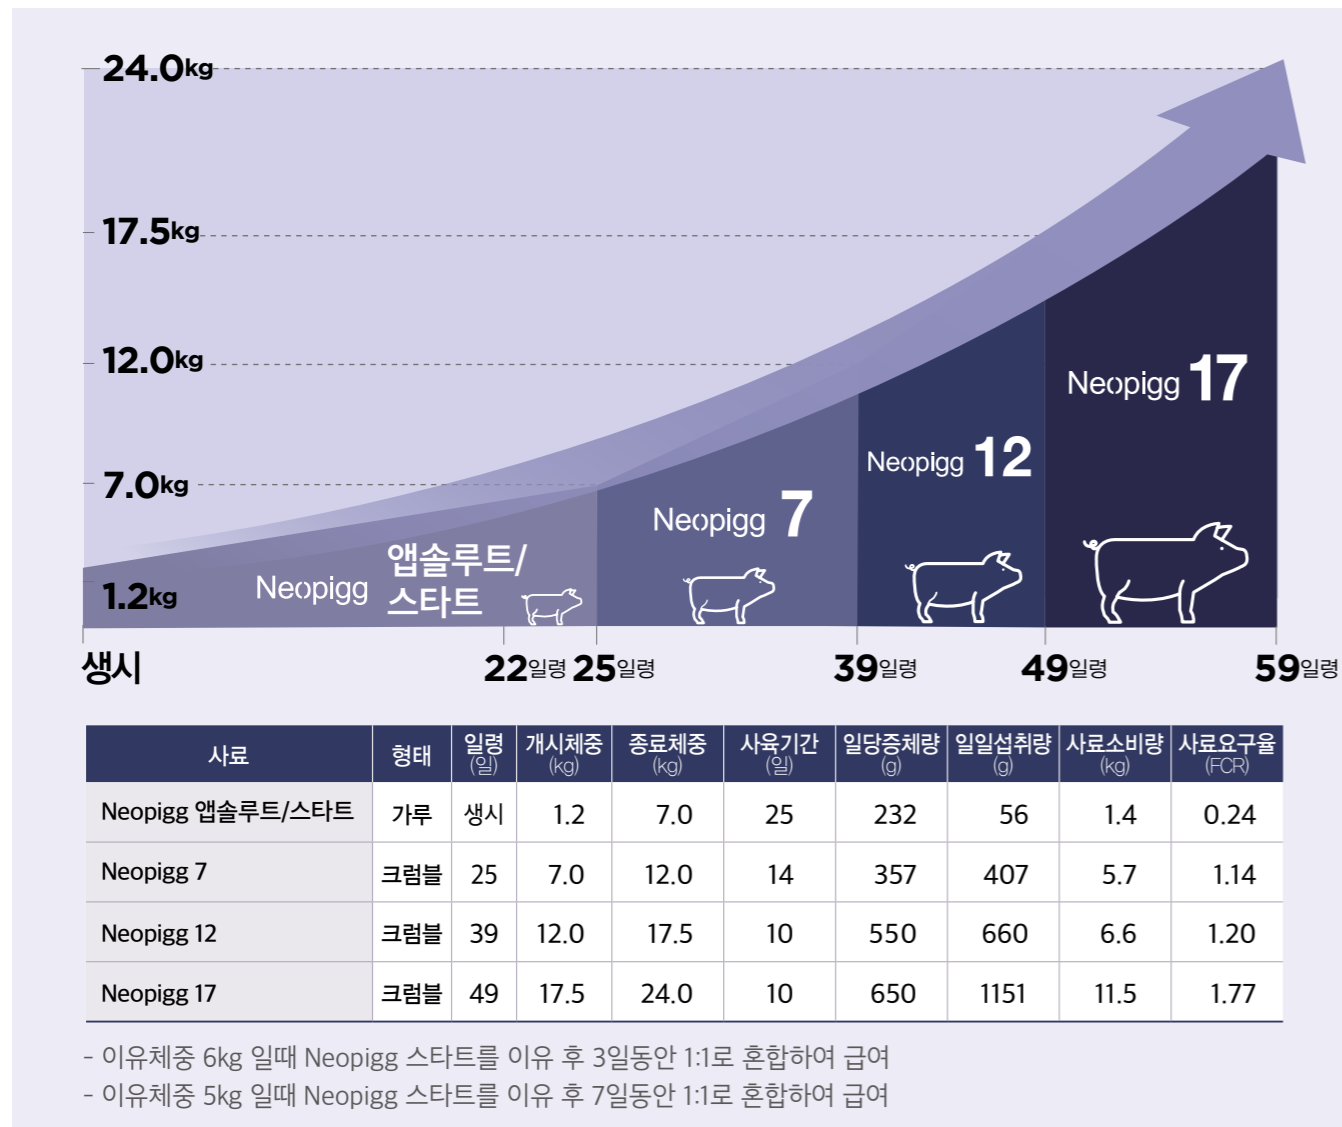 24.0kg
17.5kg
12.0kg
7.0kg
1.2kg
Neopigg 앱솔루트/스타트
Neopigg 7
Neopigg 12
Neopigg 17
생시 22일령 25일령 39일령 49일령 59일령
사료 형태 일령(일) 개시체중(kg) 종료체중(kg) 사육기간(일) 일당증체량(g) 일일섭취량(g) 사료소비량(kg) 사료요구율(FCR)
Neopigg 앱솔루트/스타트 가루 생시 1.2 7.0 25 232 56 1.4 0.24
Neopigg 7 크럼블 25 7.0 12.0 14 357 407 5.7 1.14
Neopigg 12 크럼블 39 12.0 17.5 10 550 660 6.6 1.20
Neopigg 17 크럼블 49 17.5 24.0 10 650 1151 11.5 1.77
- 이유체중 6kg 일때 Neopigg 스타트를 이유 후 3일동안 1:1로 혼합하여 급여
- 이유체중 5kg 일때 Neopigg 스타트를 이유 후 7일동안 1:1로 혼합하여 급여